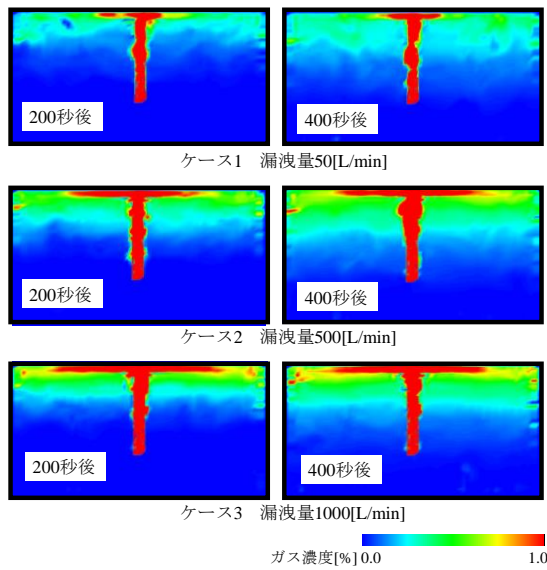 200秒後
400秒後
ケース1 漏洩量50[L/min]
200秒後
400秒後
ケース2 漏洩量500[L/min]
200秒後
400秒後
ケース3 漏洩量1000[L/min]
ガス濃度[%] 0.0 1.0